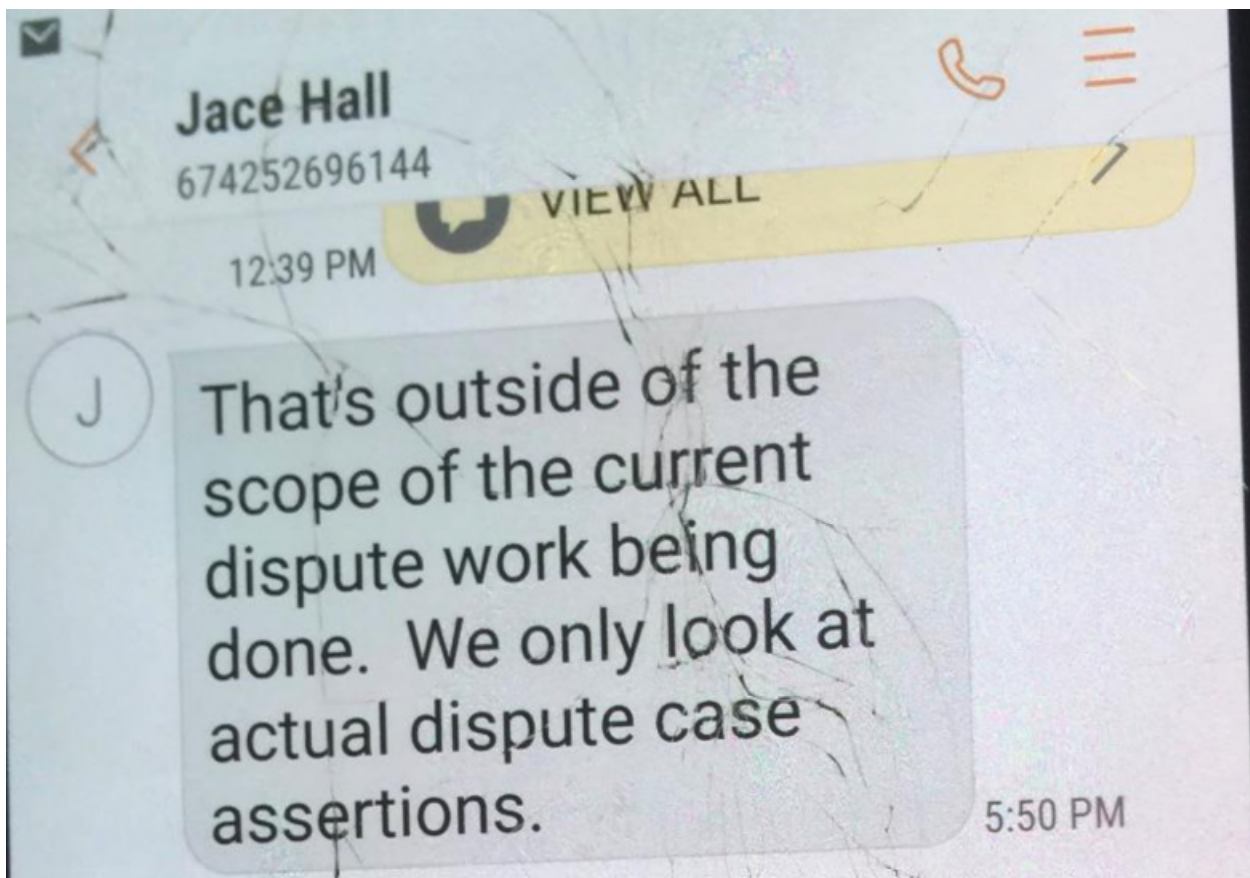 Jace Hall
674252696144
VIEW ALL
12:39 PM
J
That's outside of the
scope of the current
dispute work being
done.  We only look at
actual dispute case
assertions.
5:50 PM